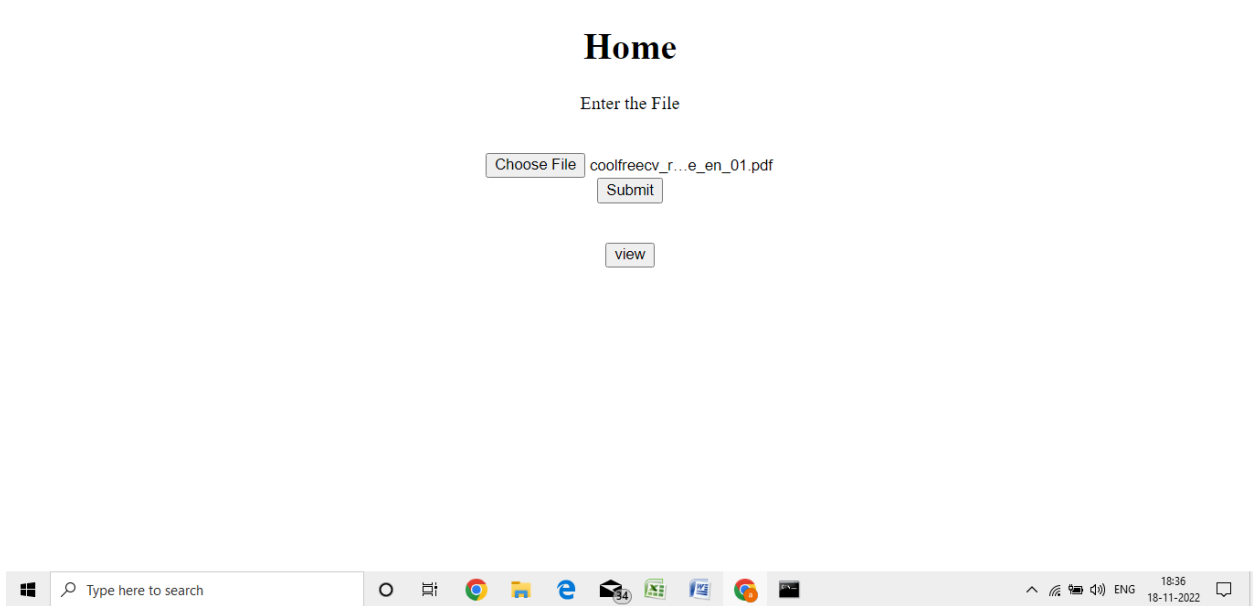 Home
Enter the File
Choose File coolfreecv_r...e_en_01.pdf
Submit
view
Type here to search
34
ENG
18:36
18-11-2022